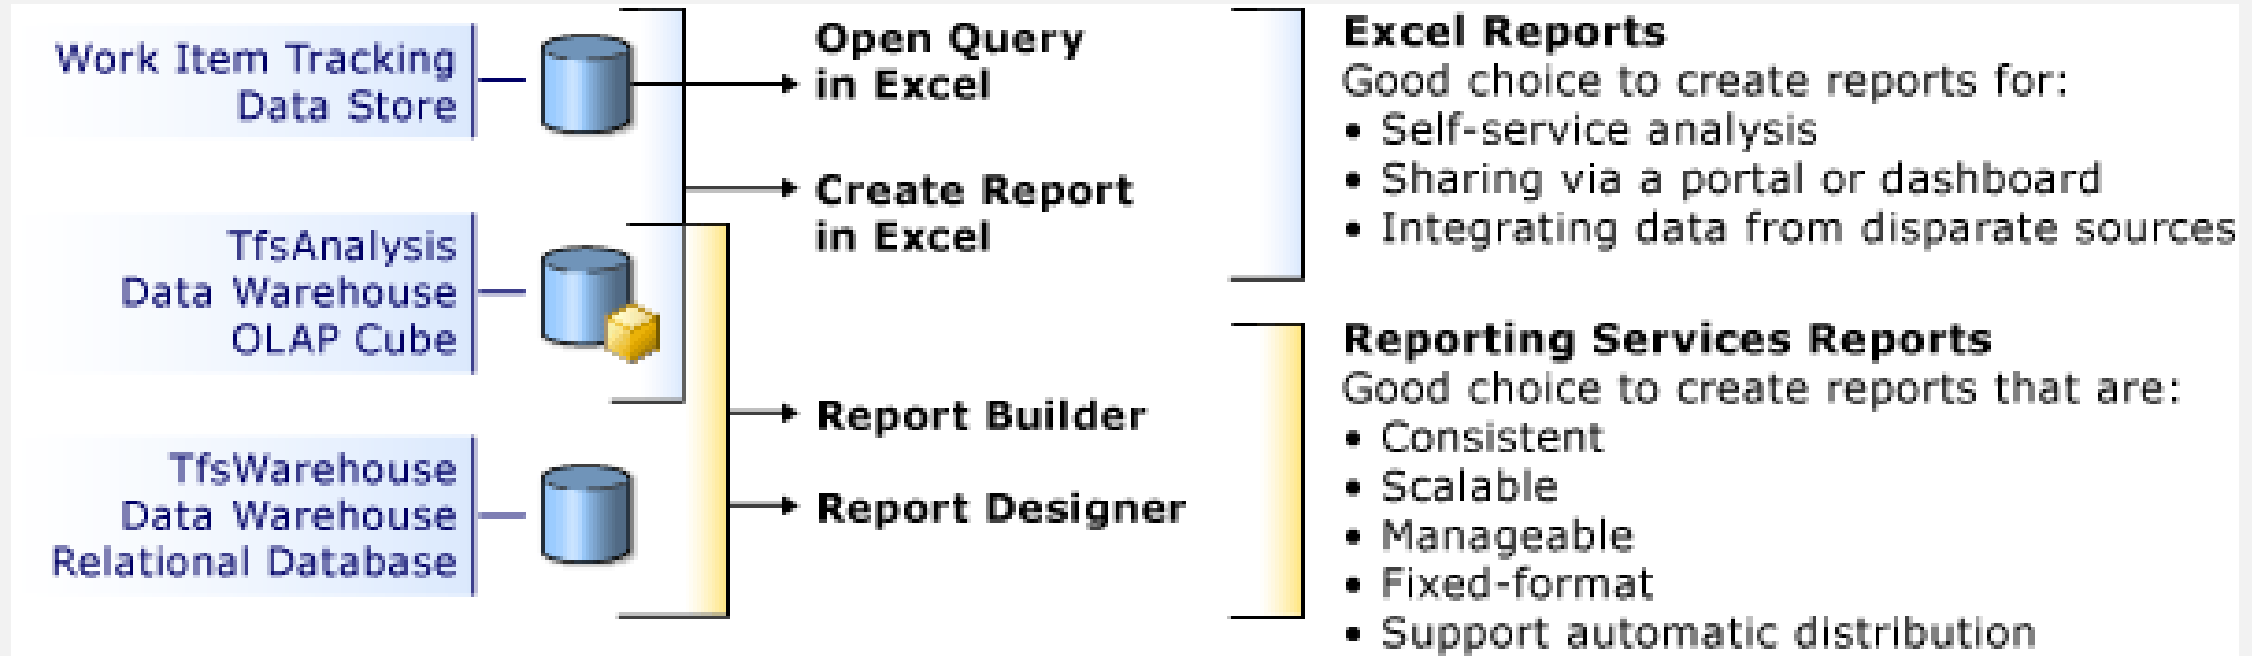 Work Item Tracking
Data Store
TfsAnalysis
Data Warehouse
OLAP Cube
TfsWarehouse
Data Warehouse
Relational Database
Open Query
in Excel
Create Report
in Excel
Report Builder
Report Designer
Excel Reports
Good choice to create reports for:
• Self-service analysis
• Sharing via a portal or dashboard
• Integrating data from disparate sources
Reporting Services Reports
Good choice to create reports that are:
• Consistent
• Scalable
• Manageable
• Fixed-format
• Support automatic distribution